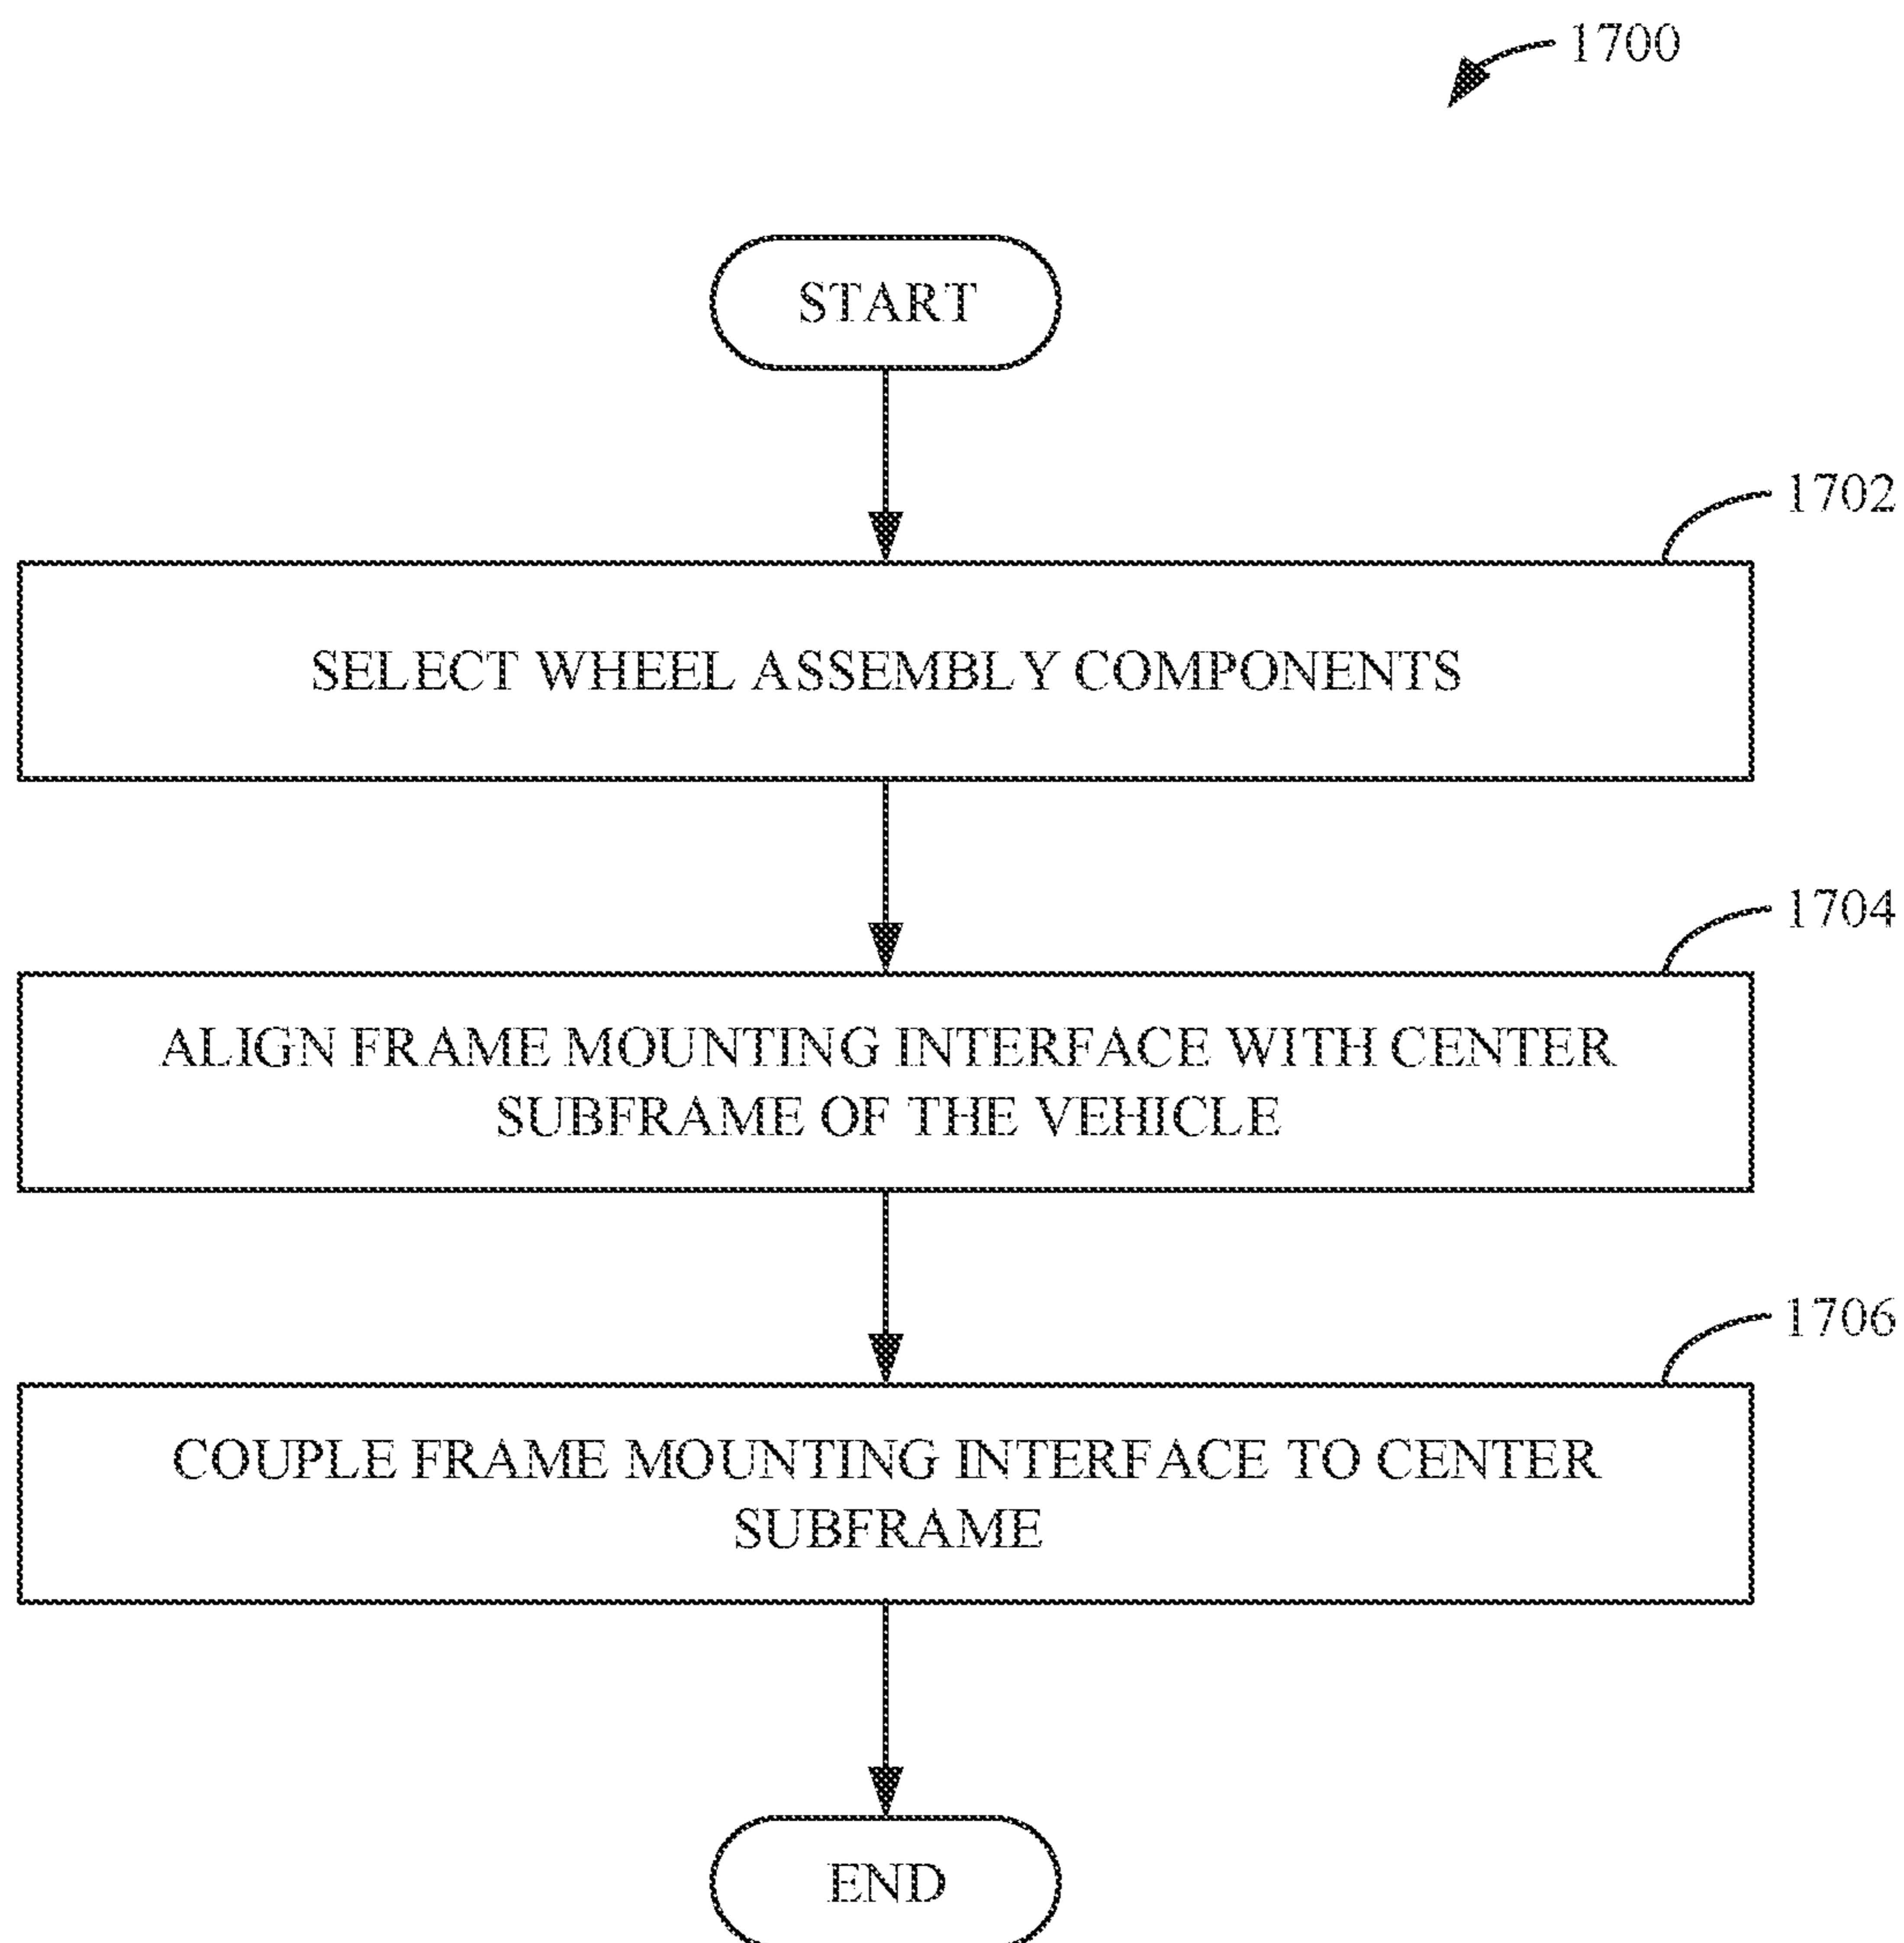 1700
START
1702
SELECT WHEEL ASSEMBLY COMPONENTS
1704
ALIGN FRAME MOUNTING INTERFACE WITH CENTER
SUBFRAME OF THE VEHICLE
1706
COUPLE FRAME MOUNTING INTERFACE TO CENTER
SUBFRAME
END